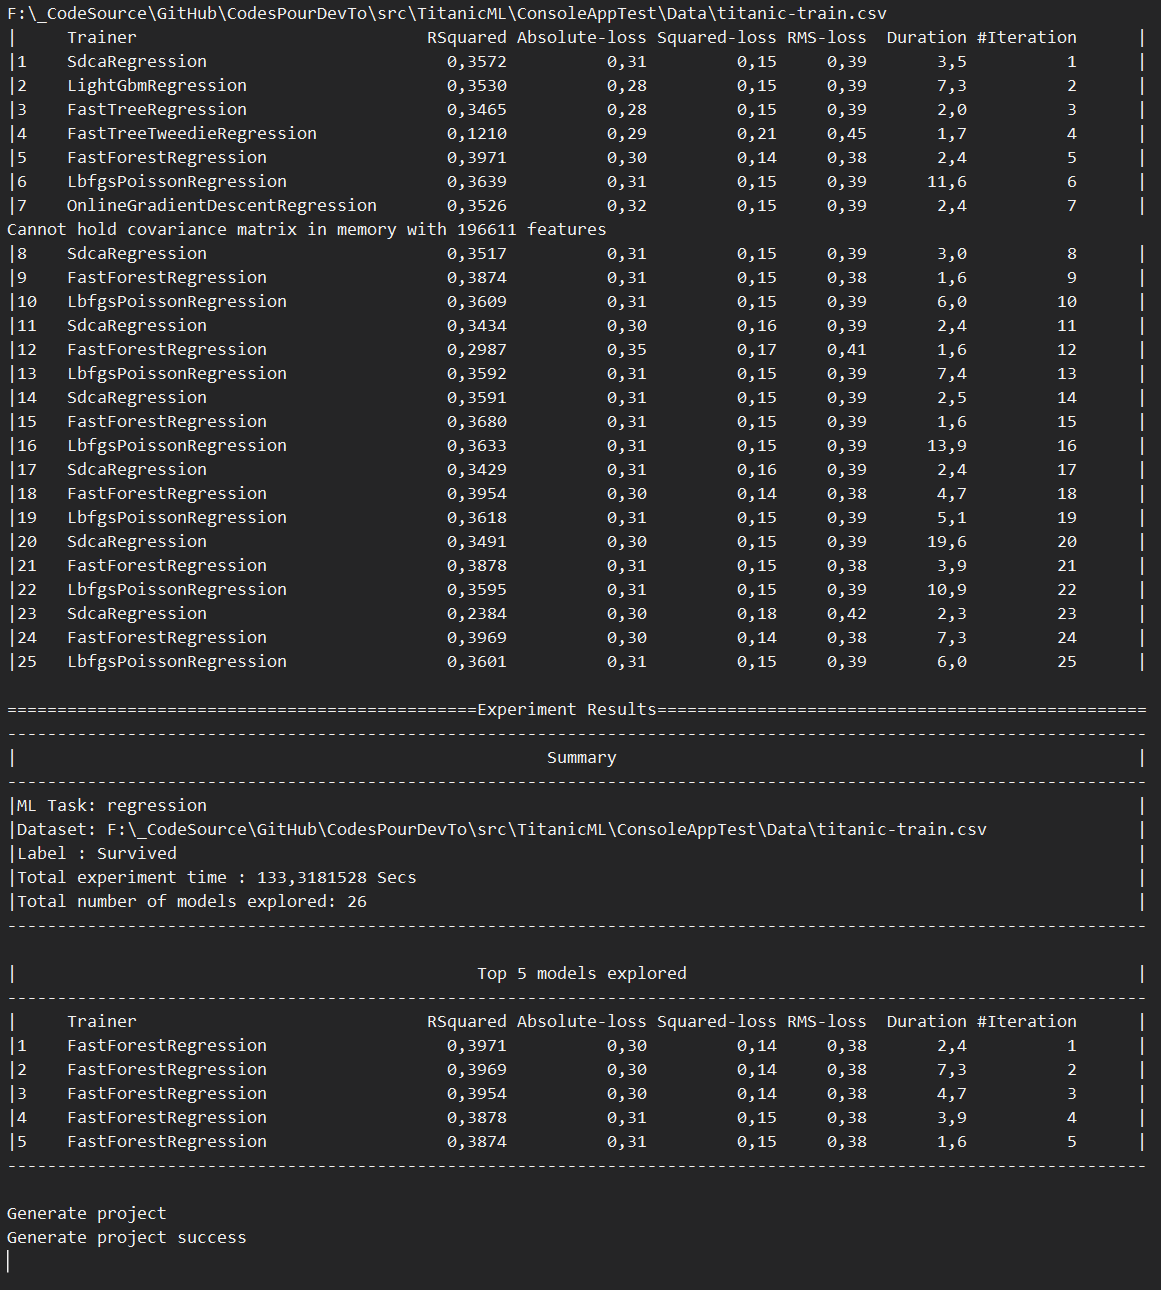 F:\_CodeSource\GitHub\CodesPourDevTo\src\TitanicML\ConsoleAppTest\Data\titanic-train.csv
|     Trainer                             RSquared Absolute-loss Squared-loss RMS-loss  Duration #Iteration      |
|1    SdcaRegression                        0,3572          0,31         0,15     0,39       3,5          1      |
|2    LightGbmRegression                    0,3530          0,28         0,15     0,39       7,3          2      |
|3    FastTreeRegression                    0,3465          0,28         0,15     0,39       2,0          3      |
|4    FastTreeTweedieRegression             0,1210          0,29         0,21     0,45       1,7          4      |
|5    FastForestRegression                  0,3971          0,30         0,14     0,38       2,4          5      |
|6    LbfgsPoissonRegression                0,3639          0,31         0,15     0,39      11,6          6      |
|7    OnlineGradientDescentRegression       0,3526          0,32         0,15     0,39       2,4          7      |
Cannot hold covariance matrix in memory with 196611 features
|8    SdcaRegression                        0,3517          0,31         0,15     0,39       3,0          8      |
|9    FastForestRegression                  0,3874          0,31         0,15     0,38       1,6          9      |
|10   LbfgsPoissonRegression                0,3609          0,31         0,15     0,39       6,0         10      |
|11   SdcaRegression                        0,3434          0,30         0,16     0,39       2,4         11      |
|12   FastForestRegression                  0,2987          0,35         0,17     0,41       1,6         12      |
|13   LbfgsPoissonRegression                0,3592          0,31         0,15     0,39       7,4         13      |
|14   SdcaRegression                        0,3591          0,31         0,15     0,39       2,5         14      |
|15   FastForestRegression                  0,3680          0,31         0,15     0,39       1,6         15      |
|16   LbfgsPoissonRegression                0,3633          0,31         0,15     0,39      13,9         16      |
|17   SdcaRegression                        0,3429          0,31         0,16     0,39       2,4         17      |
|18   FastForestRegression                  0,3954          0,30         0,14     0,38       4,7         18      |
|19   LbfgsPoissonRegression                0,3618          0,31         0,15     0,39       5,1         19      |
|20   SdcaRegression                        0,3491          0,30         0,15     0,39      19,6         20      |
|21   FastForestRegression                  0,3878          0,31         0,15     0,38       3,9         21      |
|22   LbfgsPoissonRegression                0,3595          0,31         0,15     0,39      10,9         22      |
|23   SdcaRegression                        0,2384          0,30         0,18     0,42       2,3         23      |
|24   FastForestRegression                  0,3969          0,30         0,14     0,38       7,3         24      |
|25   LbfgsPoissonRegression                0,3601          0,31         0,15     0,39       6,0         25      |
===============================================Experiment Results=================================================
------------------------------------------------------------------------------------------------------------------
|                                                     Summary                                                    |
------------------------------------------------------------------------------------------------------------------
|ML Task: regression                                                                                             |
|Dataset: F:\_CodeSource\GitHub\CodesPourDevTo\src\TitanicML\ConsoleAppTest\Data\titanic-train.csv               |
|Label : Survived                                                                                                |
|Total experiment time : 133,3181528 Secs                                                                        |
|Total number of models explored: 26                                                                             |
------------------------------------------------------------------------------------------------------------------
|                                              Top 5 models explored                                             |
------------------------------------------------------------------------------------------------------------------
|     Trainer                             RSquared Absolute-loss Squared-loss RMS-loss  Duration #Iteration      |
|1    FastForestRegression                  0,3971          0,30         0,14     0,38       2,4          1      |
|2    FastForestRegression                  0,3969          0,30         0,14     0,38       7,3          2      |
|3    FastForestRegression                  0,3954          0,30         0,14     0,38       4,7          3      |
|4    FastForestRegression                  0,3878          0,31         0,15     0,38       3,9          4      |
|5    FastForestRegression                  0,3874          0,31         0,15     0,38       1,6          5      |
------------------------------------------------------------------------------------------------------------------
Generate project
Generate project success